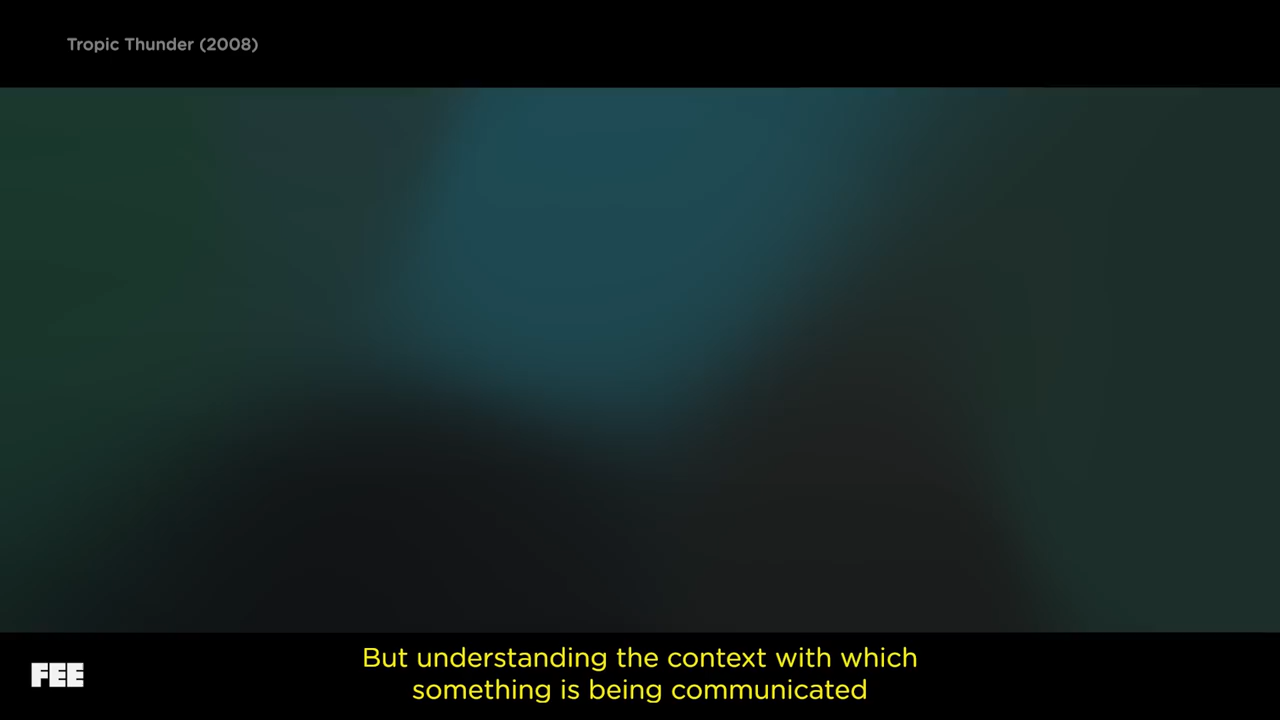 Tropic Thunder (2008)
FEE
But understanding the context with which
something is being communicated